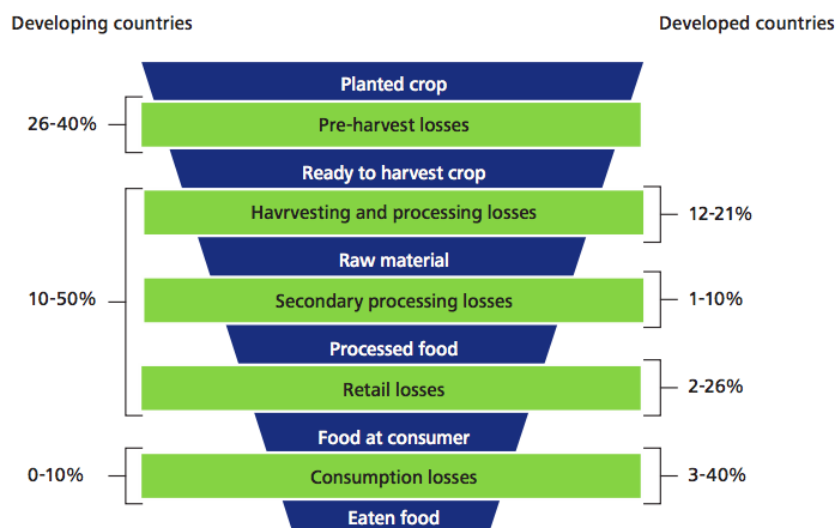 Developing countries
Developed countries
Planted crop
26-40%
Pre-harvest losses
Ready to harvest crop
Havrvesting and processing losses
12-21%
Raw material
10-50%
Secondary processing losses
1-10%
Processed food
Retail losses
2-26%
Food at consumer
0-10%
Consumption losses
3-40%
Eaten food